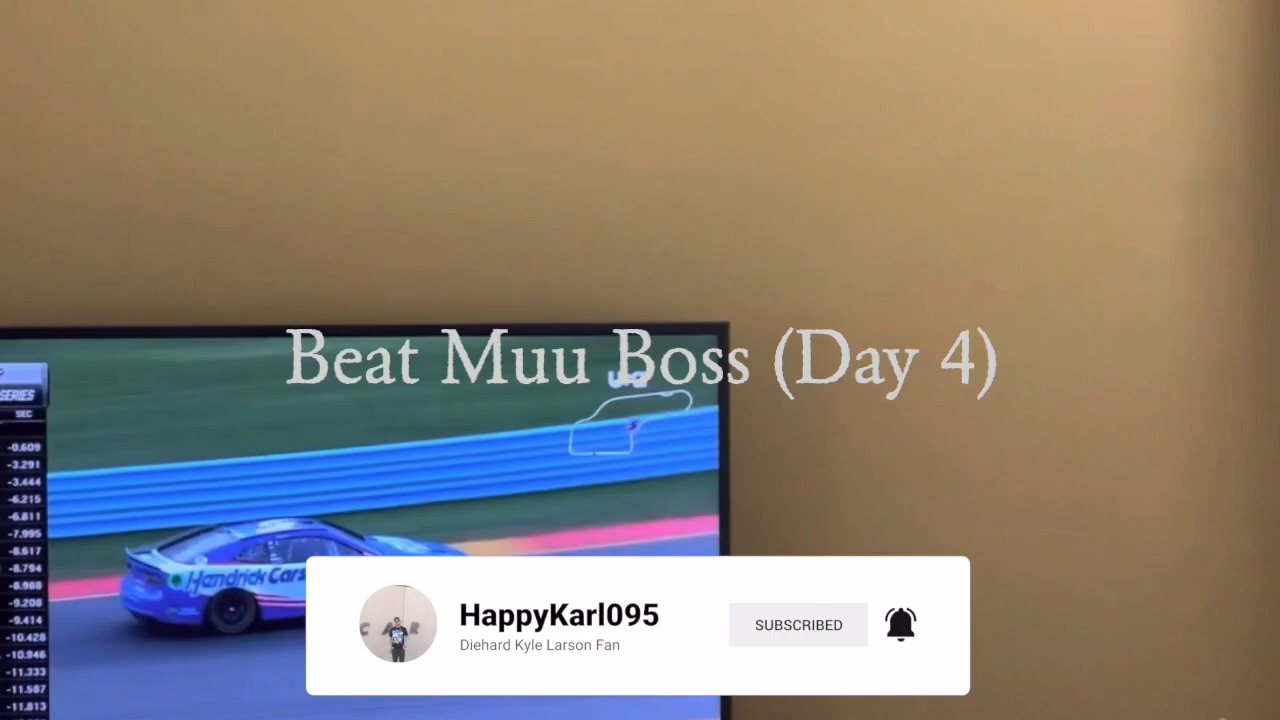 Beat Muu Boss (Day 4)
SERIES
SEC
-0.609
-3.291
-3.444
-6.215
-6.811
-7.995
-8.617
-8.794
-8.988
-9.208
-9.414
-10.428
-10.946
-11.333
-11.587
-11.813
Hendrick Cars
5
HappyKarl095
Diehard Kyle Larson Fan
SUBSCRIBED